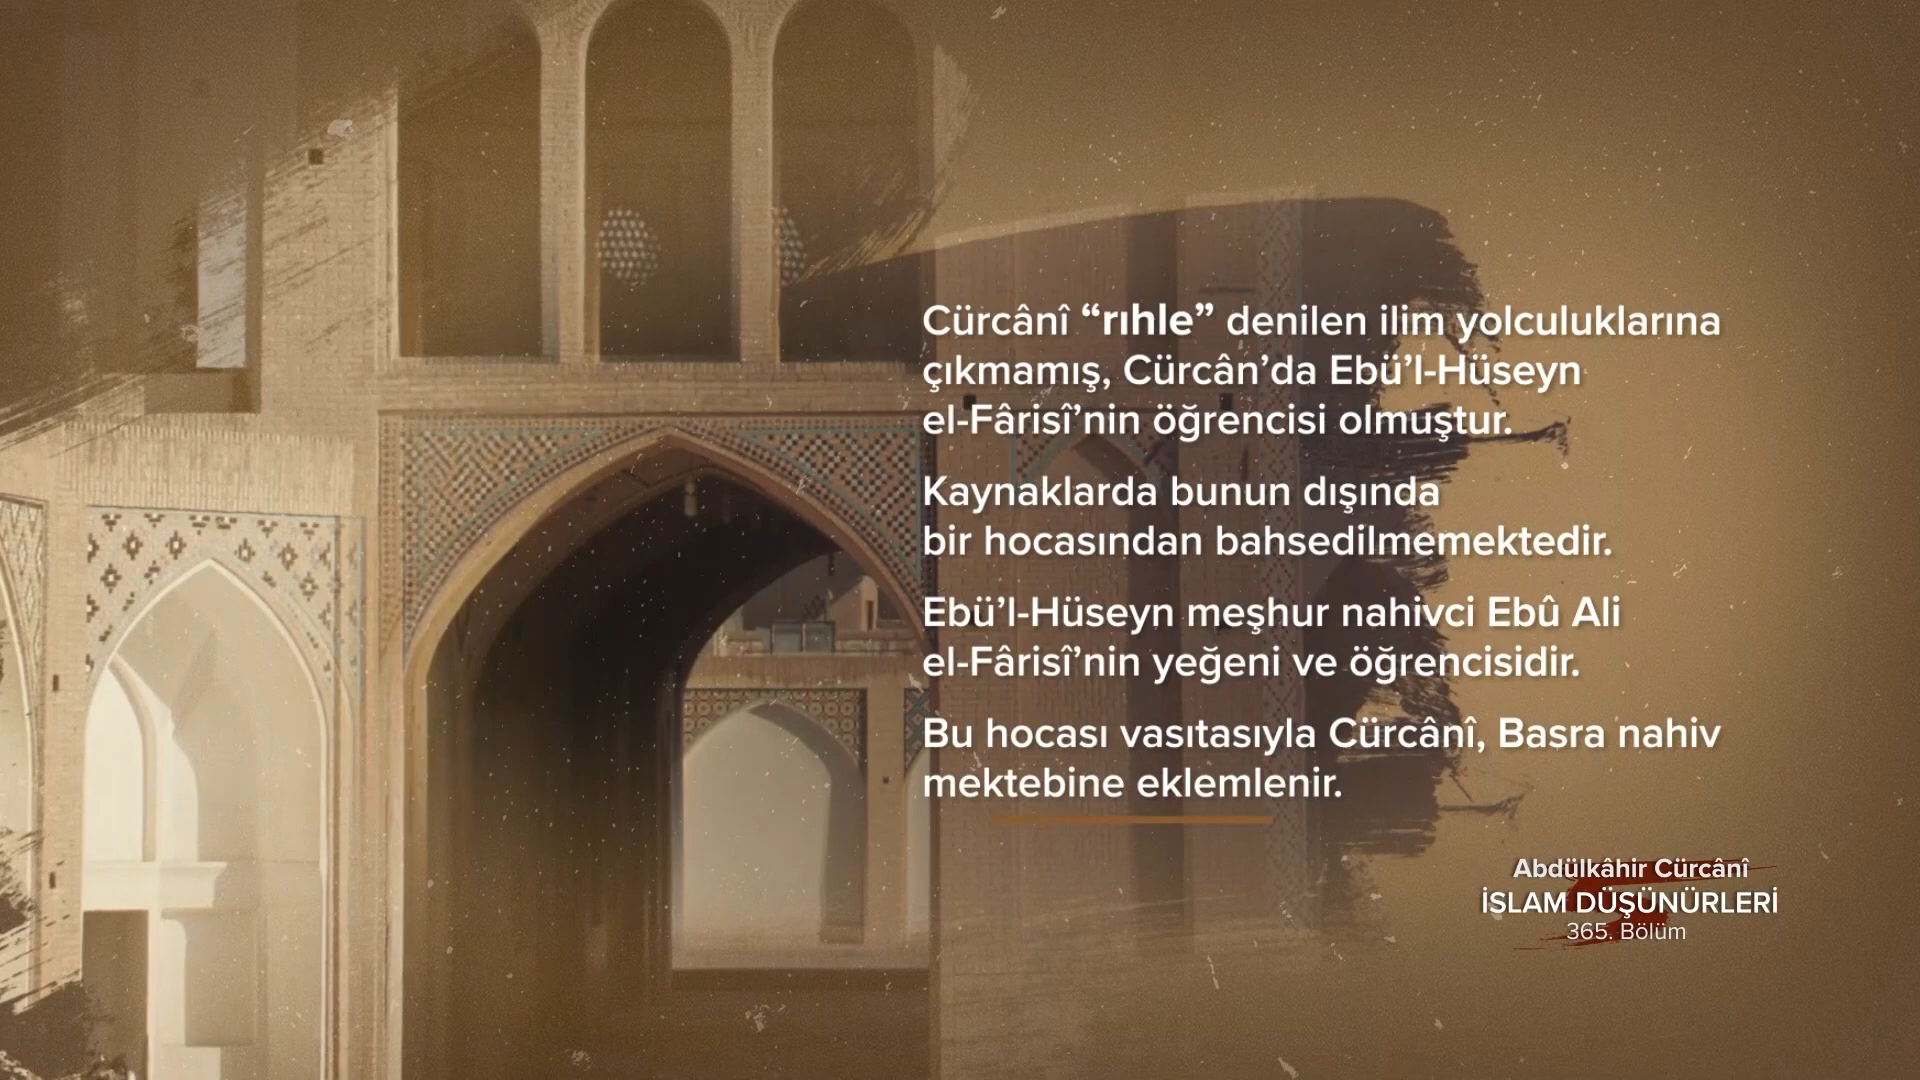 Cürcânî “rıhle” denilen ilim yolculuklarına
çıkmamış, Cürcân’da Ebü’l-Hüseyn
el-Fârisî’nin öğrencisi olmuştur.
Kaynaklarda bunun dışında
bir hocasından bahsedilmemektedir.
Ebü’l-Hüseyn meşhur nahivci Ebû Ali
el-Fârisî’nin yeğeni ve öğrencisidir.
Bu hocası vasıtasıyla Cürcânî, Basra nahiv
mektebine eklemlenir.
Abdülkâhir Cürcânî
İSLAM DÜŞÜNÜRLERİ
365. Bölüm